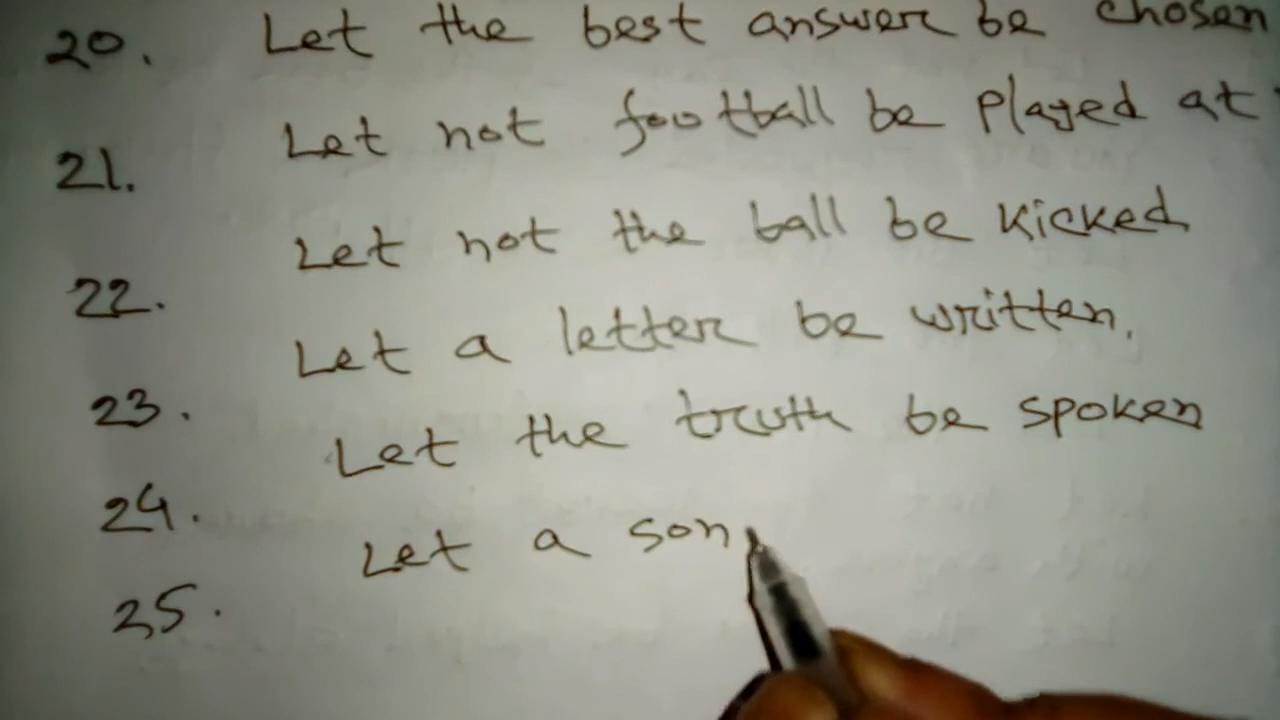 20. Let the best answer be chosen
21. Let not football be played at
22. Let not the ball be kicked
23. Let a letter be written.
24. Let the truth be spoken
25. Let a son